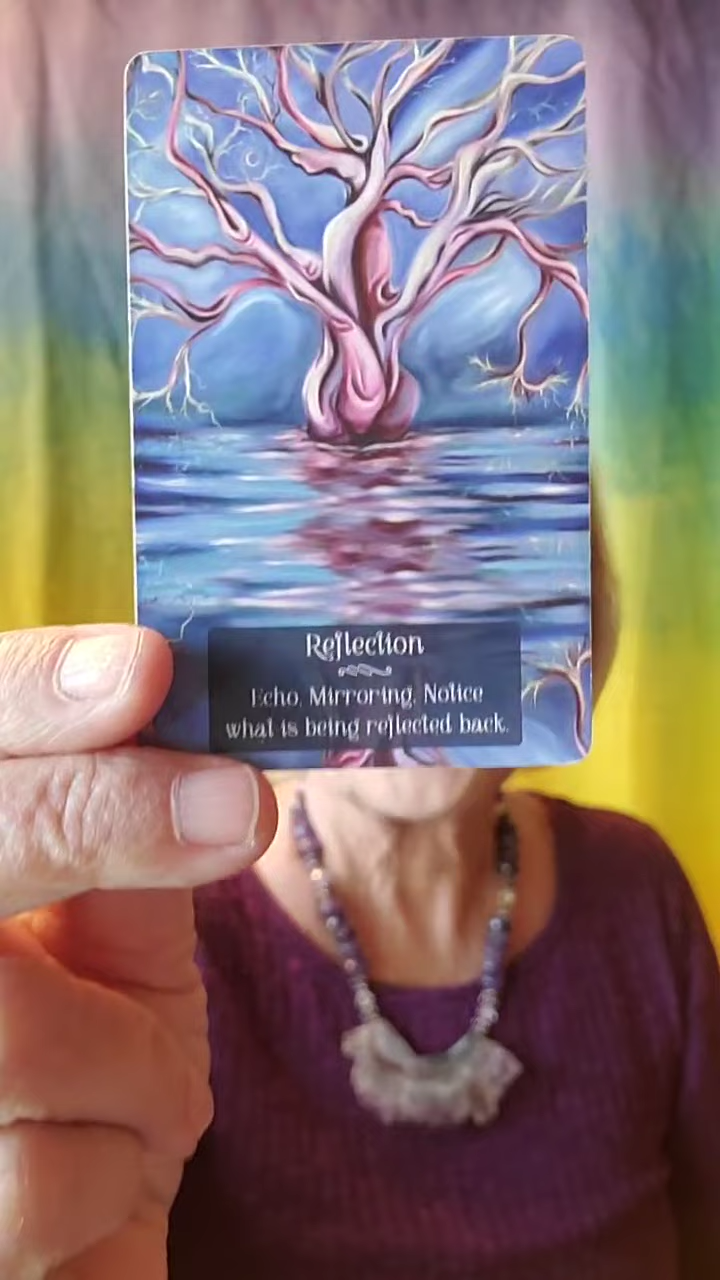 Reflection
Echo. Mirroring. Notice
what is being reflected back.